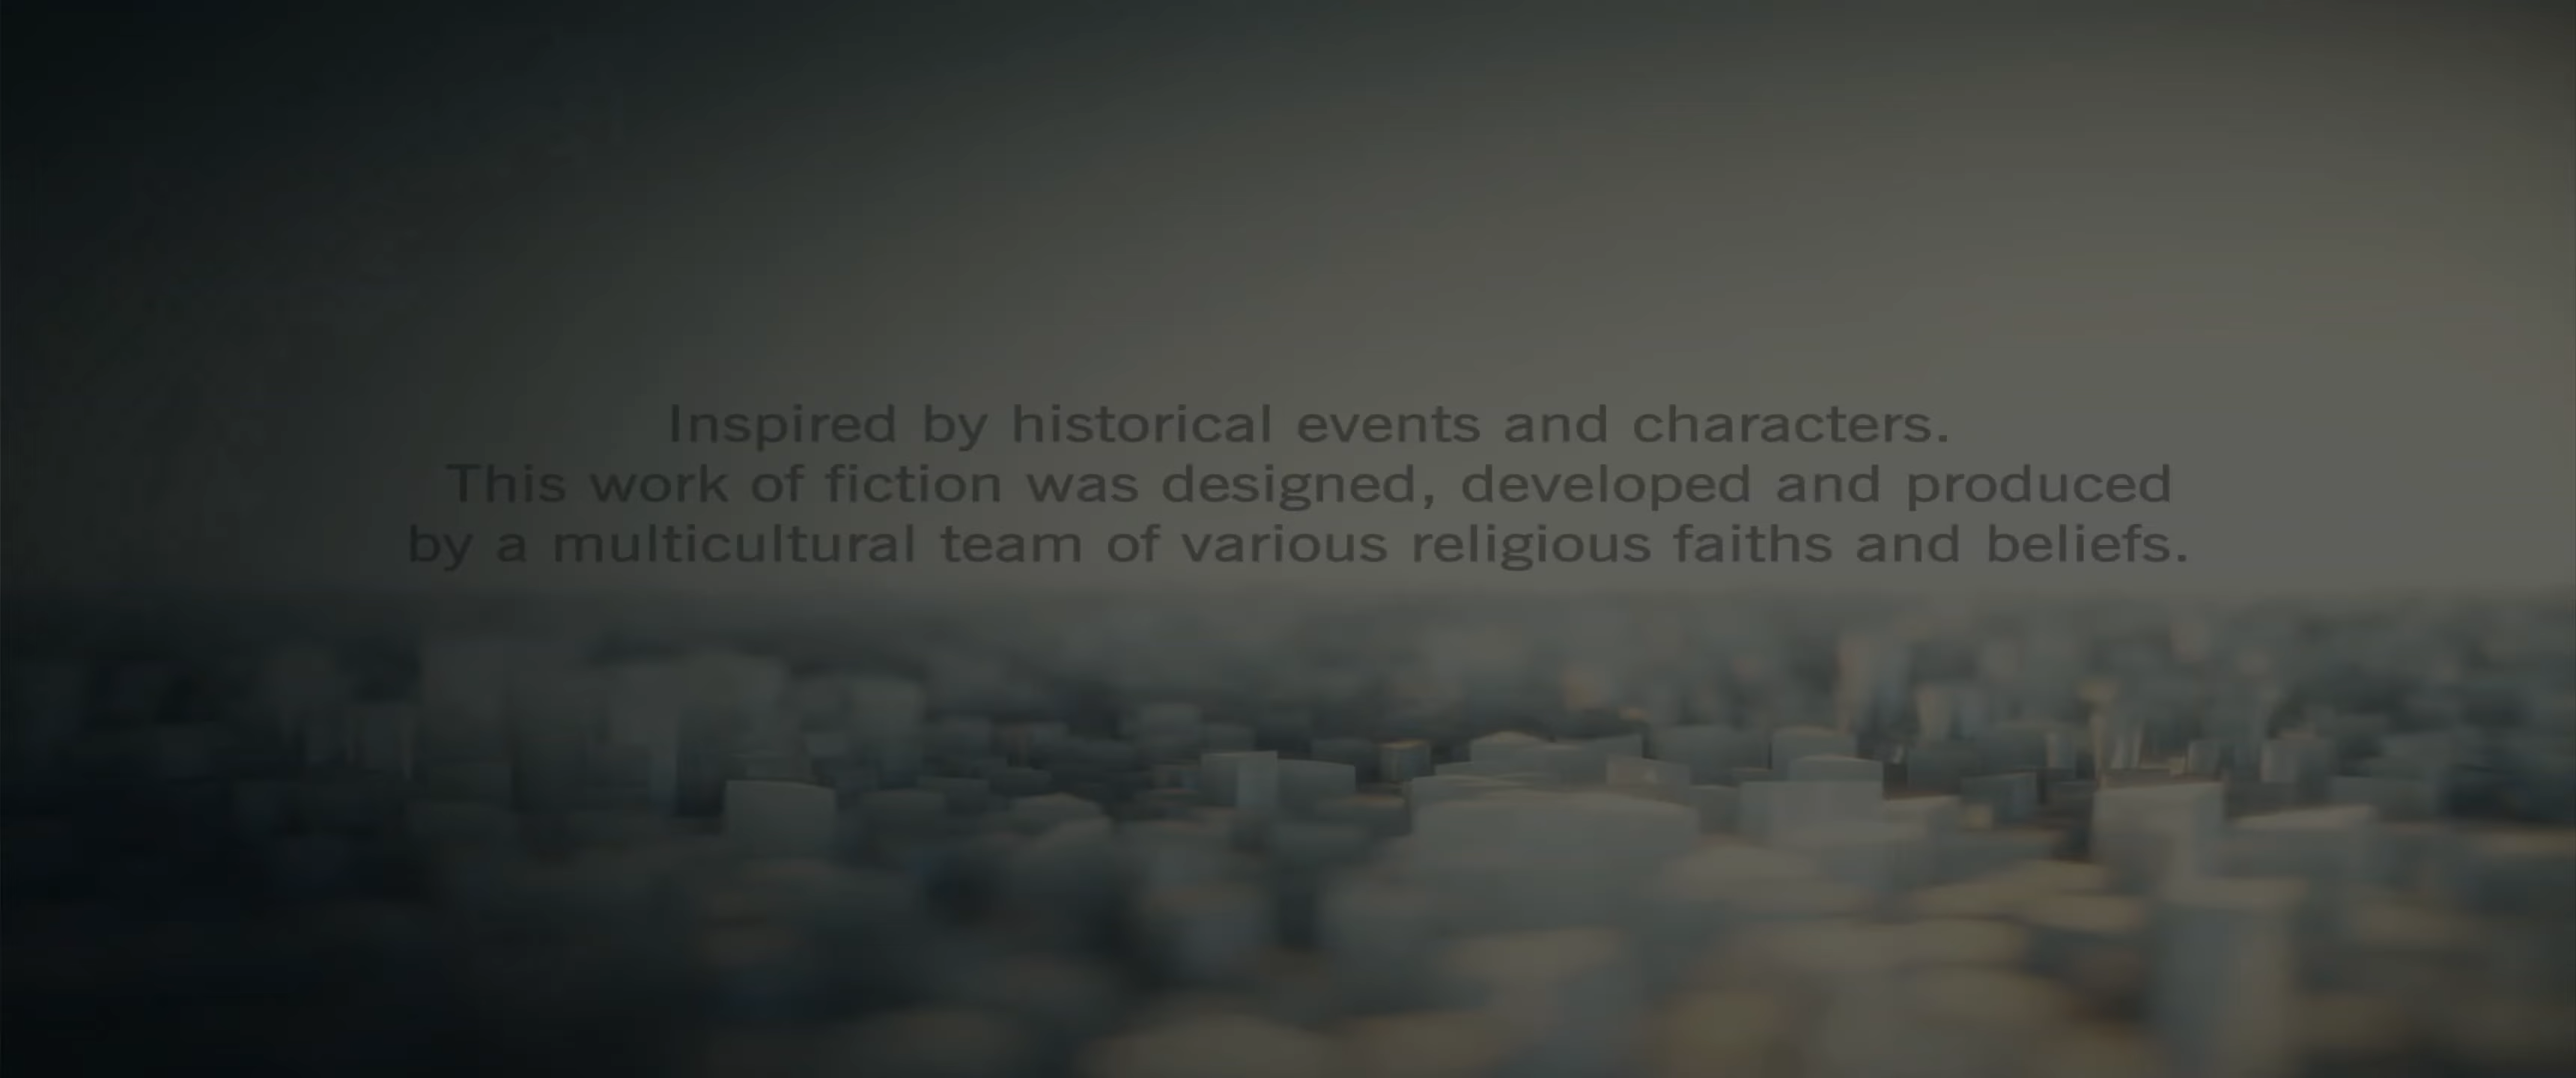 Inspired by historical events and characters.
This work of fiction was designed, developed and produced
by a multicultural team of various religious faiths and beliefs.